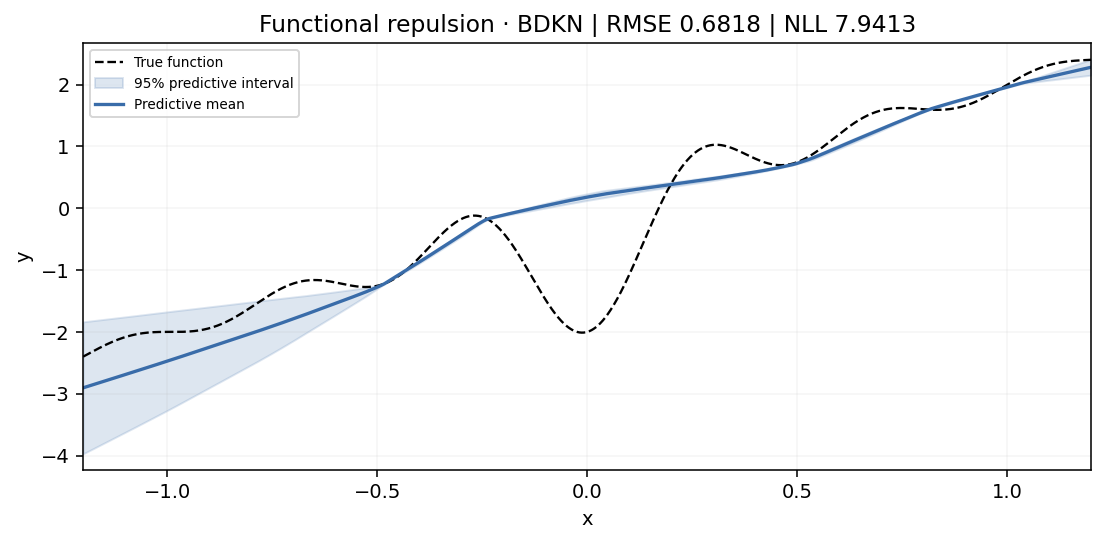 Functional repulsion · BDKN | RMSE 0.6818 | NLL 7.9413
True function
95% predictive interval
Predictive mean
y
2
1
0
−1
−2
−3
−4
−1.0 −0.5 0.0 0.5 1.0
x